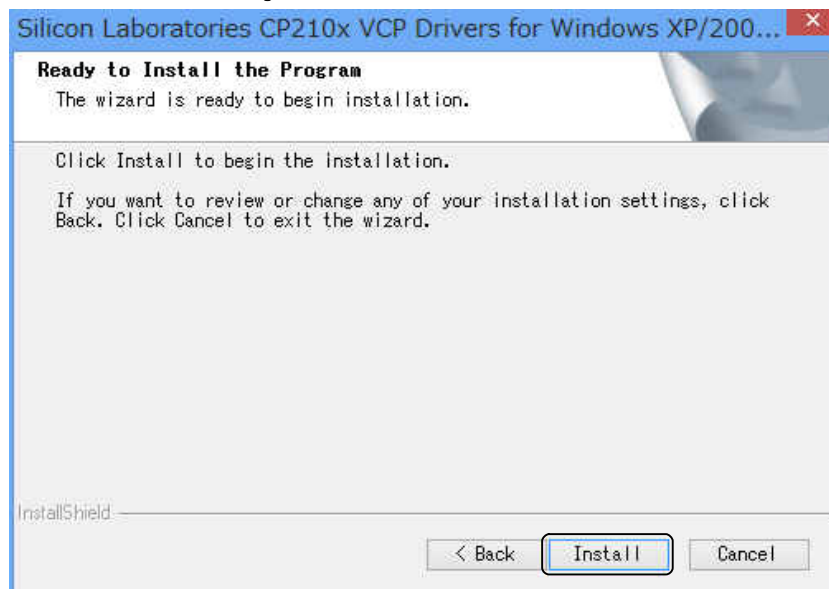 Silicon Laboratories CP210x VCP Drivers for Windows XP/200...
Ready to Install the Program
The wizard is ready to begin installation.
Click Install to begin the installation.
If you want to review or change any of your installation settings, click
Back. Click Cancel to exit the wizard.
InstallShield
< Back Install Cancel